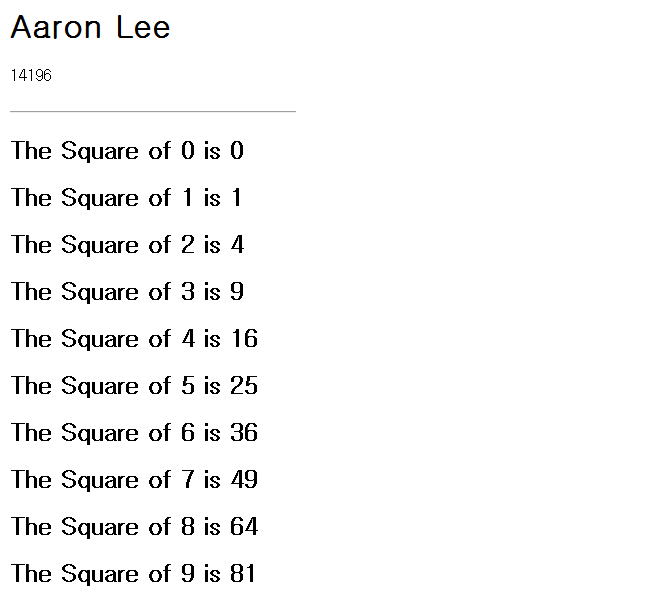 Aaron Lee
14196
The Square of 0 is 0
The Square of 1 is 1
The Square of 2 is 4
The Square of 3 is 9
The Square of 4 is 16
The Square of 5 is 25
The Square of 6 is 36
The Square of 7 is 49
The Square of 8 is 64
The Square of 9 is 81